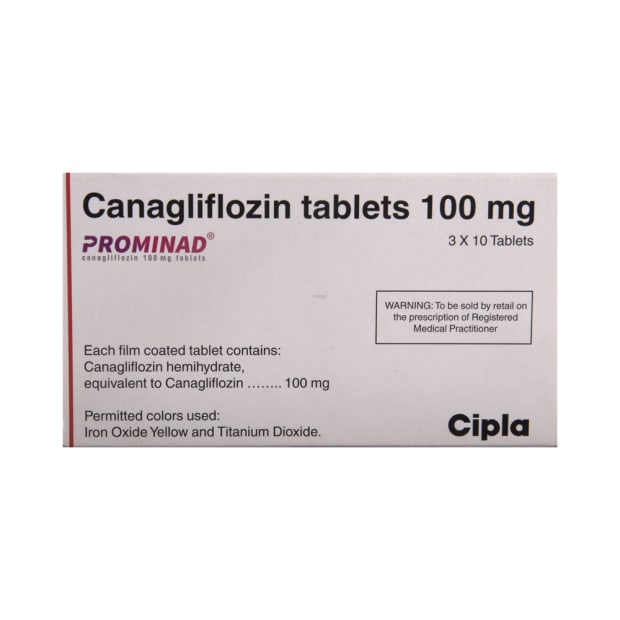 Canagliflozin tablets 100 mg
PROMINAD®
canagliflozin 100 mg tablets
3 X 10 Tablets
WARNING: To be sold by retail on
the prescription of Registered
Medical Practitioner
Each film coated tablet contains:
Canagliflozin hemihydrate,
equivalent to Canagliflozin ........ 100 mg
Permitted colors used:
Iron Oxide Yellow and Titanium Dioxide.
Cipla